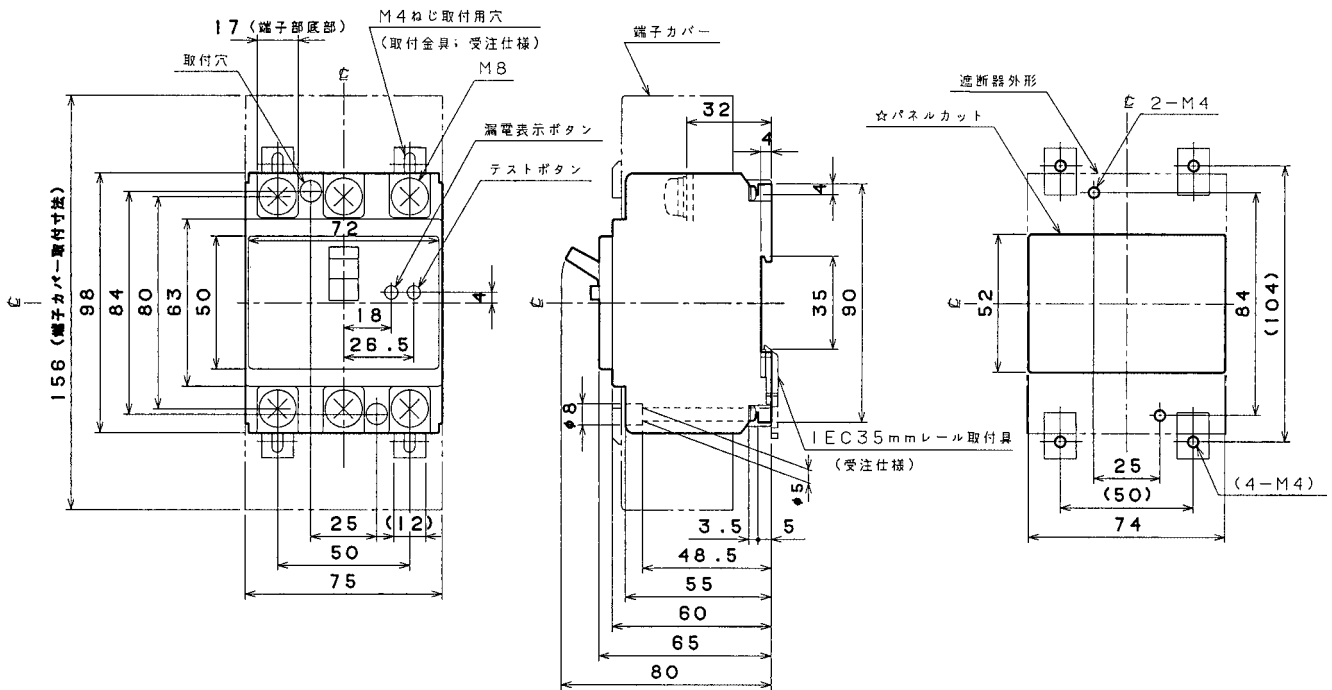 17 (端子部底部)
M4ねじ取付用穴
(取付金具;受注仕様)
取付穴
℄
M8
漏電表示ボタン
テストボタン
156 (端子カバー取付寸法)
98
84
80
63
50
72
℄
4
18
26.5
25
(12)
50
75
端子カバー
32
4
4
℄
35
90
φ8
IEC35mmレール取付具
(受注仕様)
φ5
3.5
5
48.5
55
60
65
80
遮断器外形
℄
2-M4
☆パネルカット
℄
52
84
(104)
25
(50)
(4-M4)
74